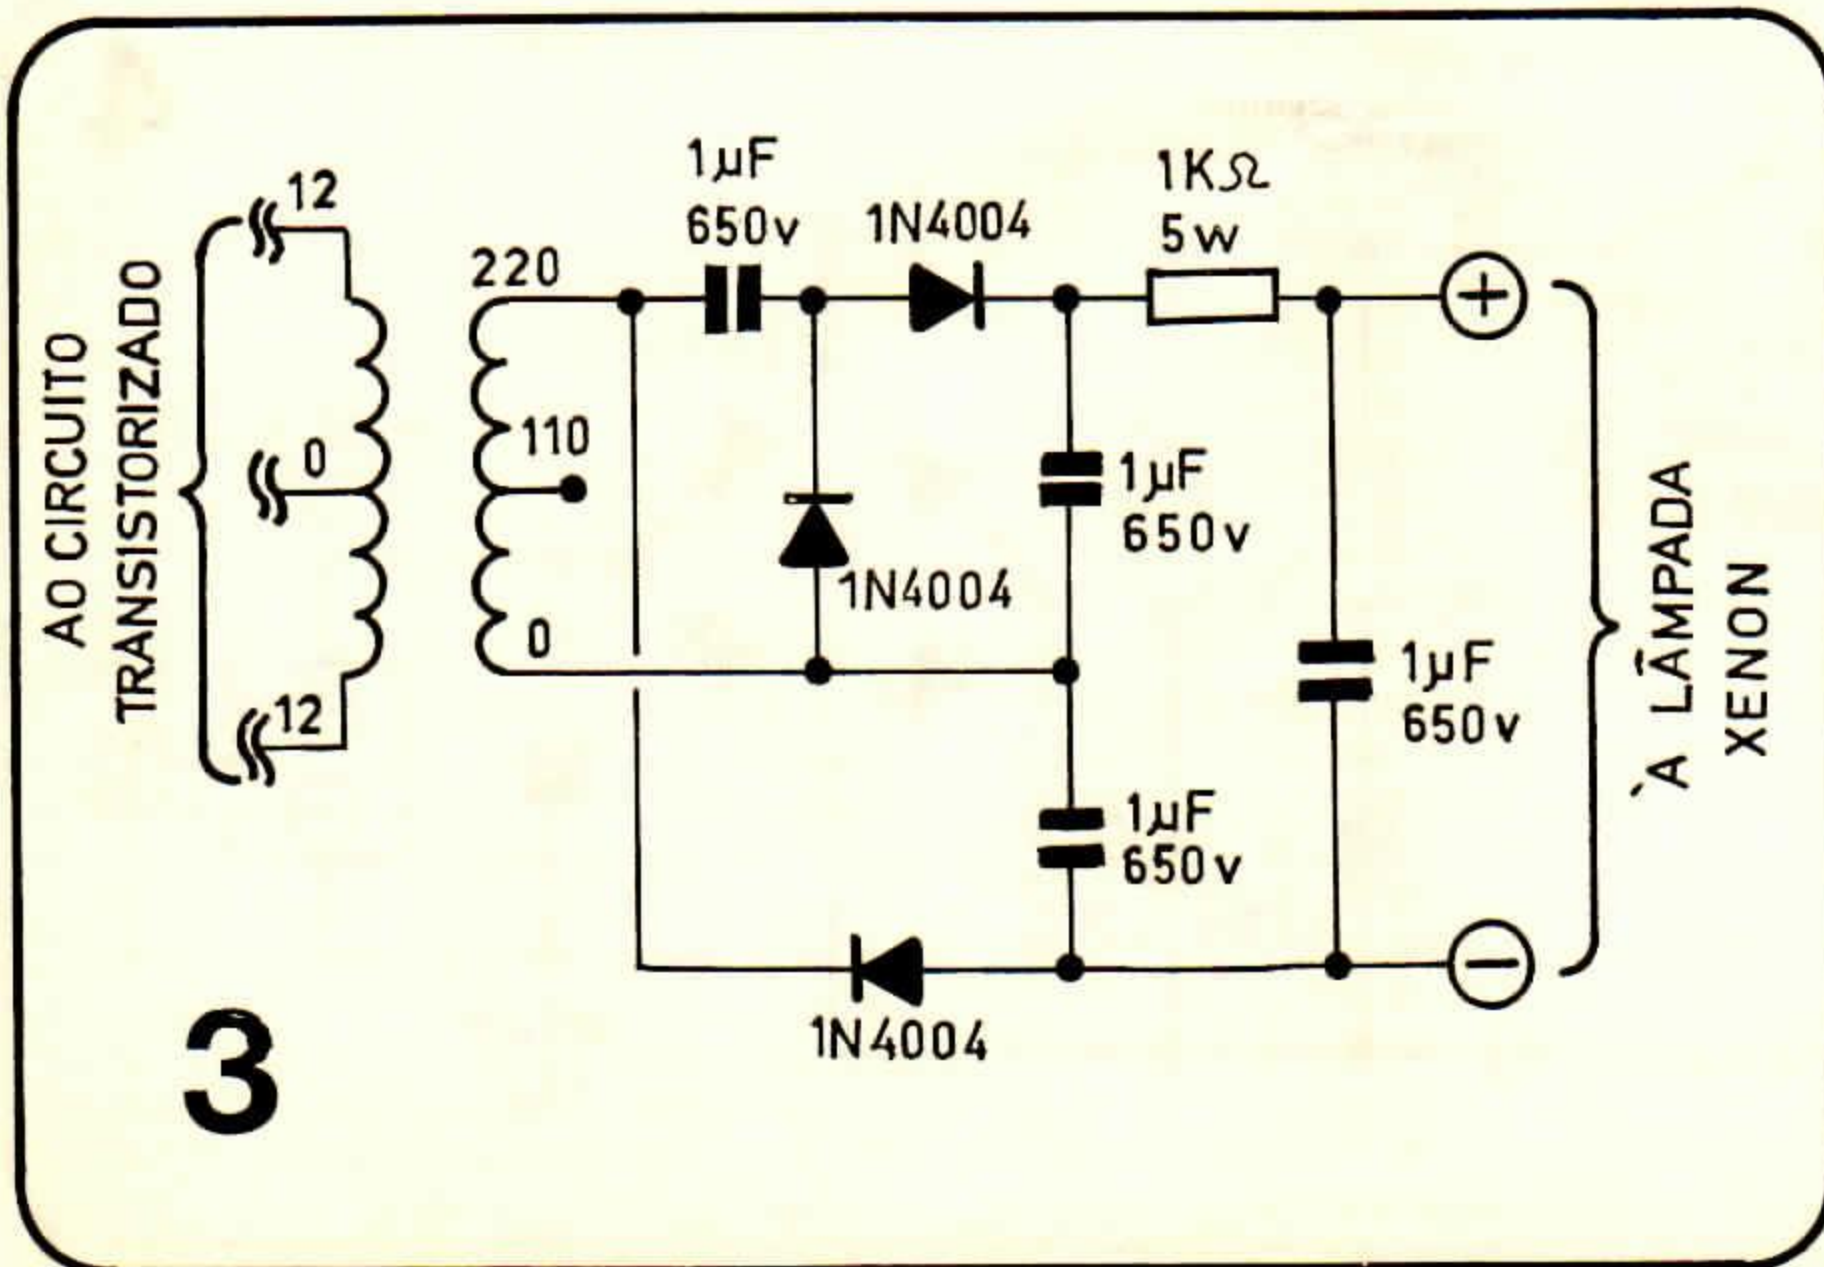 AO CIRCUITO
TRANSISTORIZADO
12
0
12
220
110
0
1µF
650v
1N4004
1N4004
1KΩ
5w
1µF
650v
1µF
650v
1µF
650v
1N4004
+
−
À LÂMPADA
XENON
3